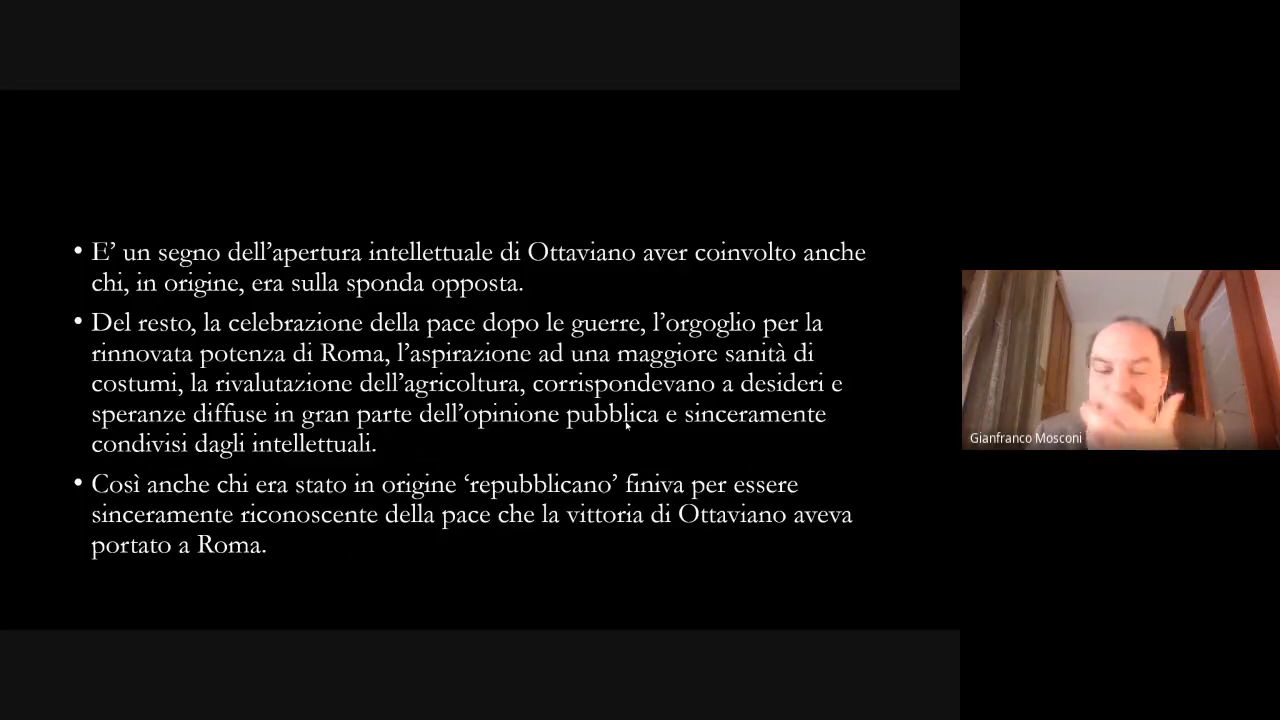 • E’ un segno dell’apertura intellettuale di Ottaviano aver coinvolto anche
chi, in origine, era sulla sponda opposta.
• Del resto, la celebrazione della pace dopo le guerre, l’orgoglio per la
rinnovata potenza di Roma, l’aspirazione ad una maggiore sanità di
costumi, la rivalutazione dell’agricoltura, corrispondevano a desideri e
speranze diffuse in gran parte dell’opinione pubblica e sinceramente
condivisi dagli intellettuali.
• Così anche chi era stato in origine ‘repubblicano’ finiva per essere
sinceramente riconoscente della pace che la vittoria di Ottaviano aveva
portato a Roma.
Gianfranco Mosconi